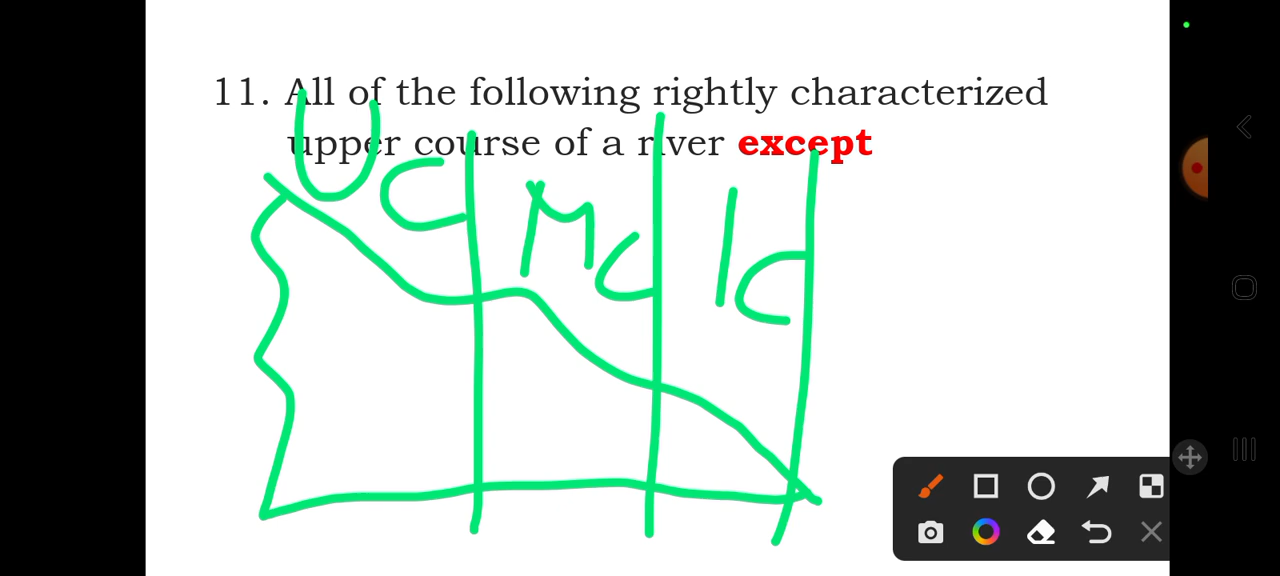 11. All of the following rightly characterized
upper course of a river except
UC MC lC